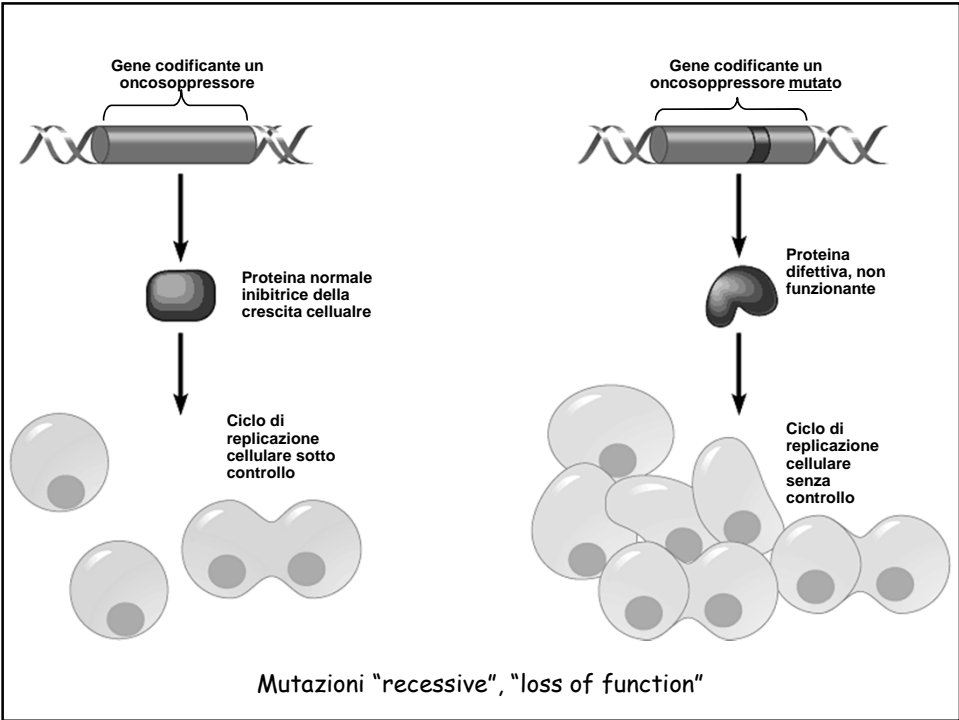 Gene codificante un
oncosoppressore
Proteina normale
inibitrice della
crescita cellualre
Ciclo di
replicazione
cellulare sotto
controllo
Gene codificante un
oncosoppressore mutato
Proteina
difettiva, non
funzionante
Ciclo di
replicazione
cellulare
senza
controllo
Mutazioni “recessive”, “loss of function”